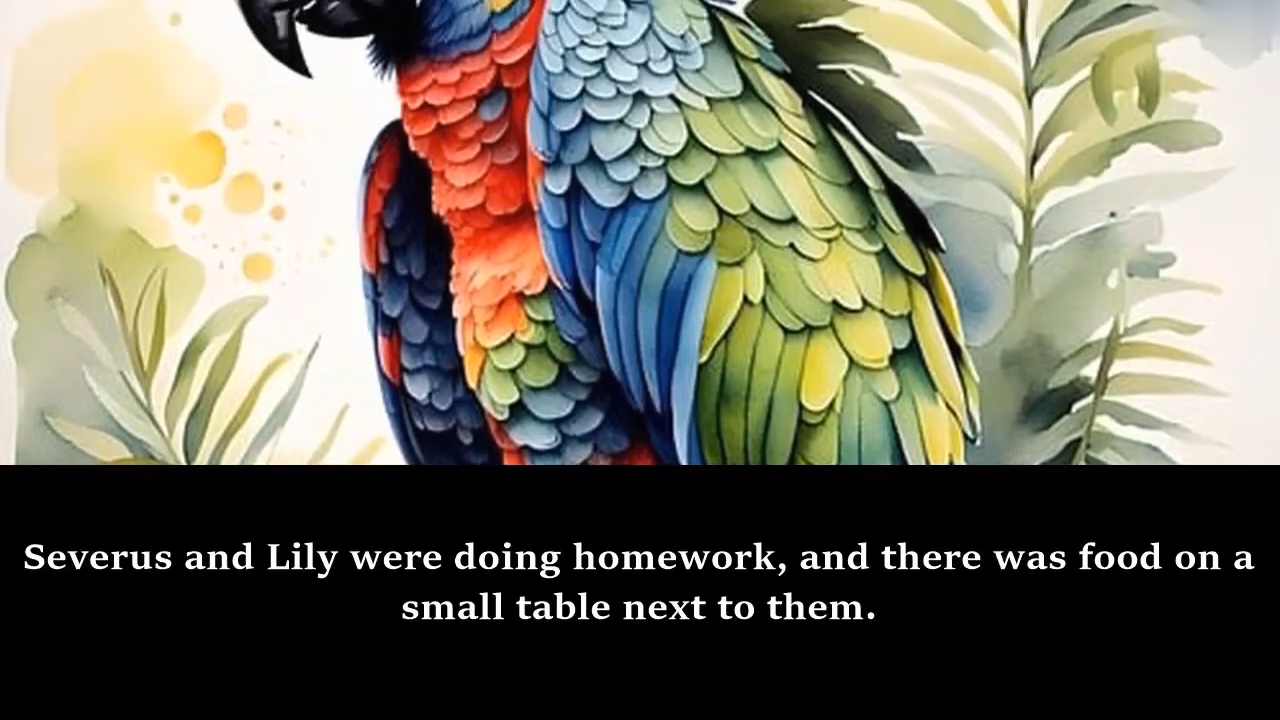 Severus and Lily were doing homework, and there was food on a
small table next to them.